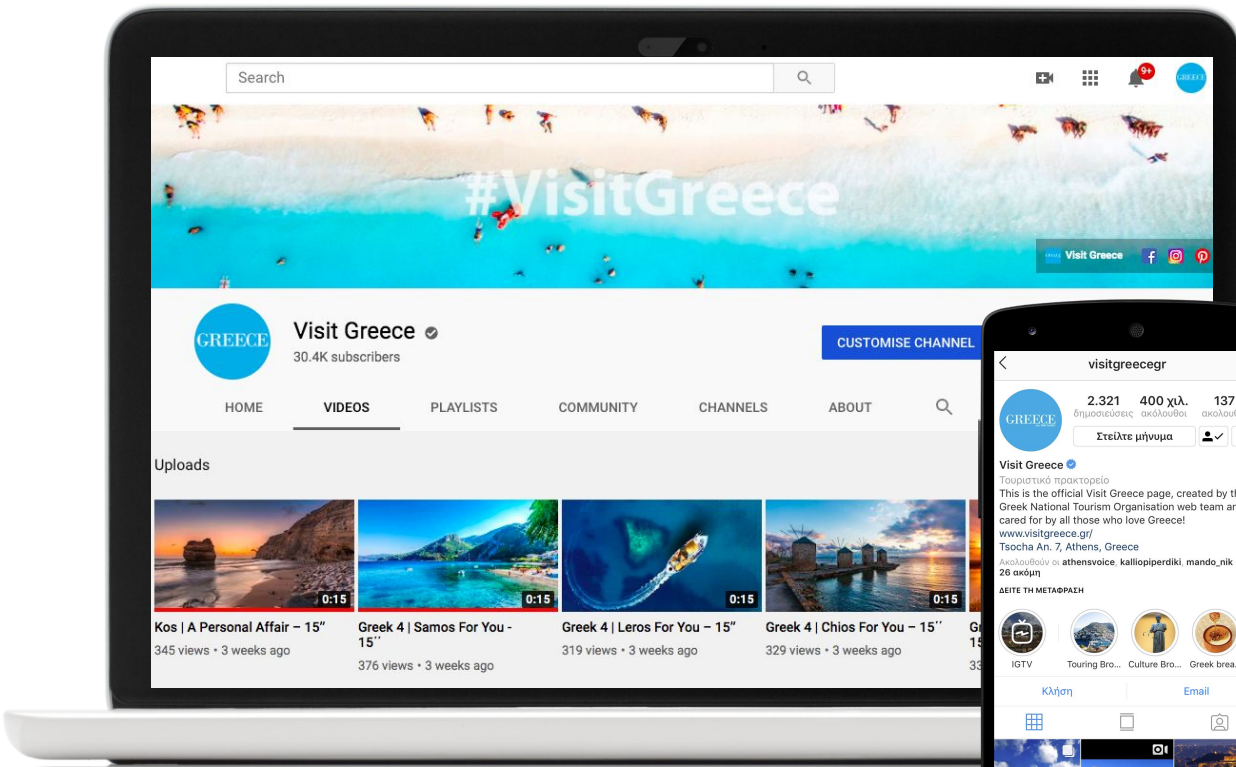 Search
9+
GREECE
#VisitGreece
Visit Greece
GREECE
Visit Greece
30.4K subscribers
CUSTOMISE CHANNEL
HOME VIDEOS PLAYLISTS COMMUNITY CHANNELS ABOUT
Uploads
0:15
0:15
0:15
0:15
Kos | A Personal Affair – 15”
345 views • 3 weeks ago
Greek 4 | Samos For You -
15΄΄
376 views • 3 weeks ago
Greek 4 | Leros For You – 15”
319 views • 3 weeks ago
Greek 4 | Chios For You – 15΄΄
329 views • 3 weeks ago
visitgreecegr
GREECE
2.321 400 χιλ. 137
δημοσιεύσεις ακόλουθοι
Στείλτε μήνυμα
Visit Greece
Τουριστικό πρακτορείο
This is the official Visit Greece page, created by
Greek National Tourism Organisation web team
cared for by all those who love Greece!
www.visitgreece.gr/
Tsocha An. 7, Athens, Greece
Ακολουθούν οι athensvoice, kalliopiperdiki, mando_nik
26 ακόμη
ΔΕΙΤΕ ΤΗ ΜΕΤΑΦΡΑΣΗ
IGTV Touring Bro... Culture Bro... Greek brea.
Κλήση Email